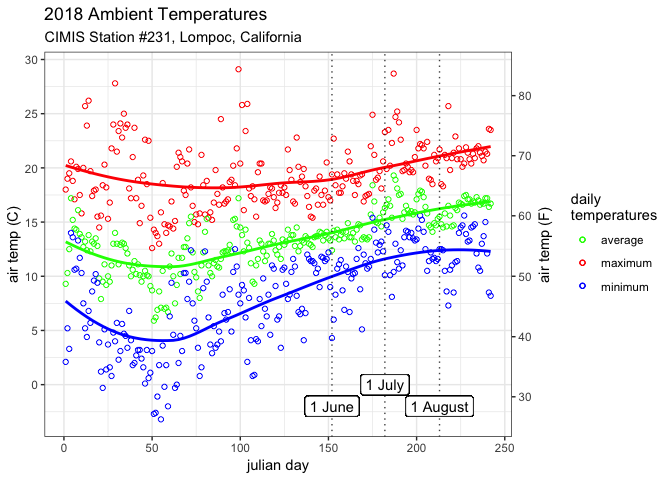 2018 Ambient Temperatures
CIMIS Station #231, Lompoc, California
air temp (C)
30
25
20
15
10
5
0
0
50
100
150
200
250
julian day
80
70
60
50
40
30
air temp (F)
1 June
1 July
1 August
daily
temperatures
average
maximum
minimum